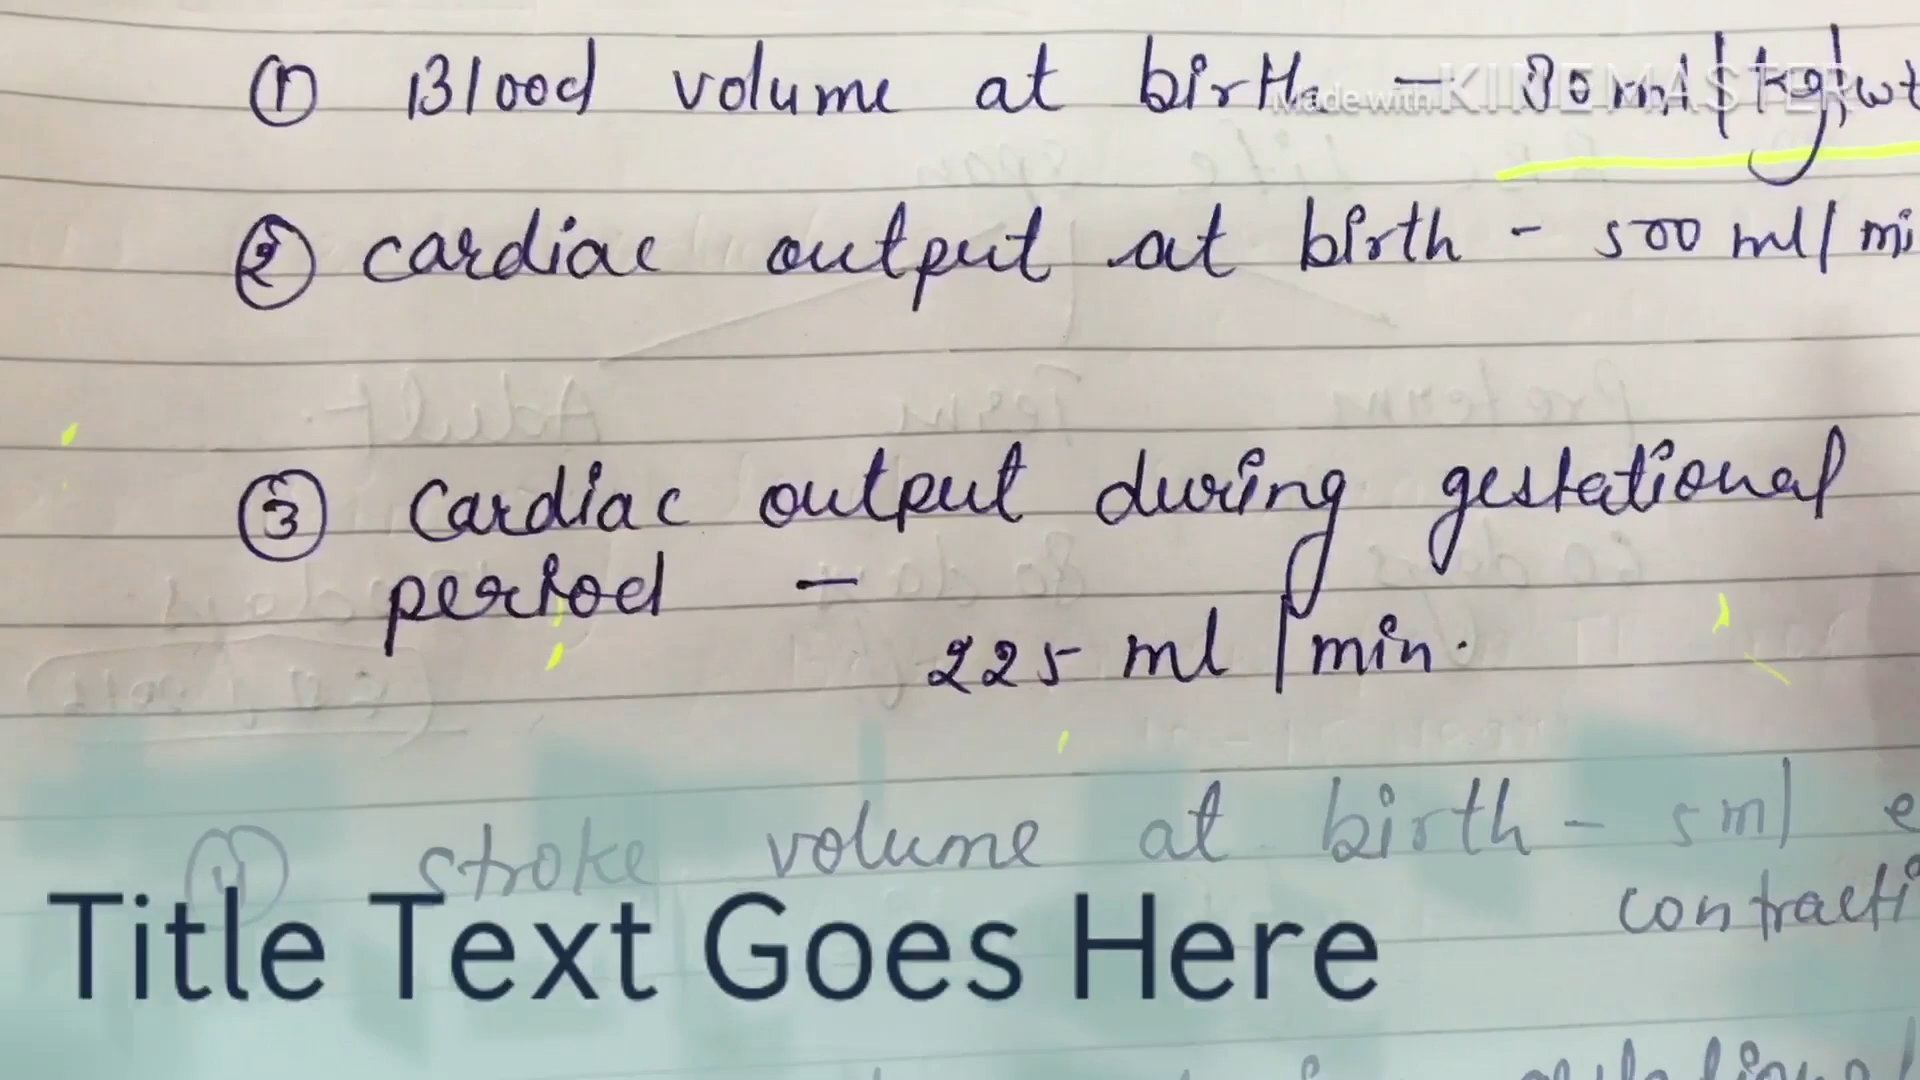 ① Blood volume at birth - 80 ml/kg/wt
Made with KINEMASTER
② cardiac output at birth - 500 ml/mi
③ Cardiac output during gestational
period -
225 ml/min.
④ stroke volume at birth - 5ml e
contracti
Title Text Goes Here